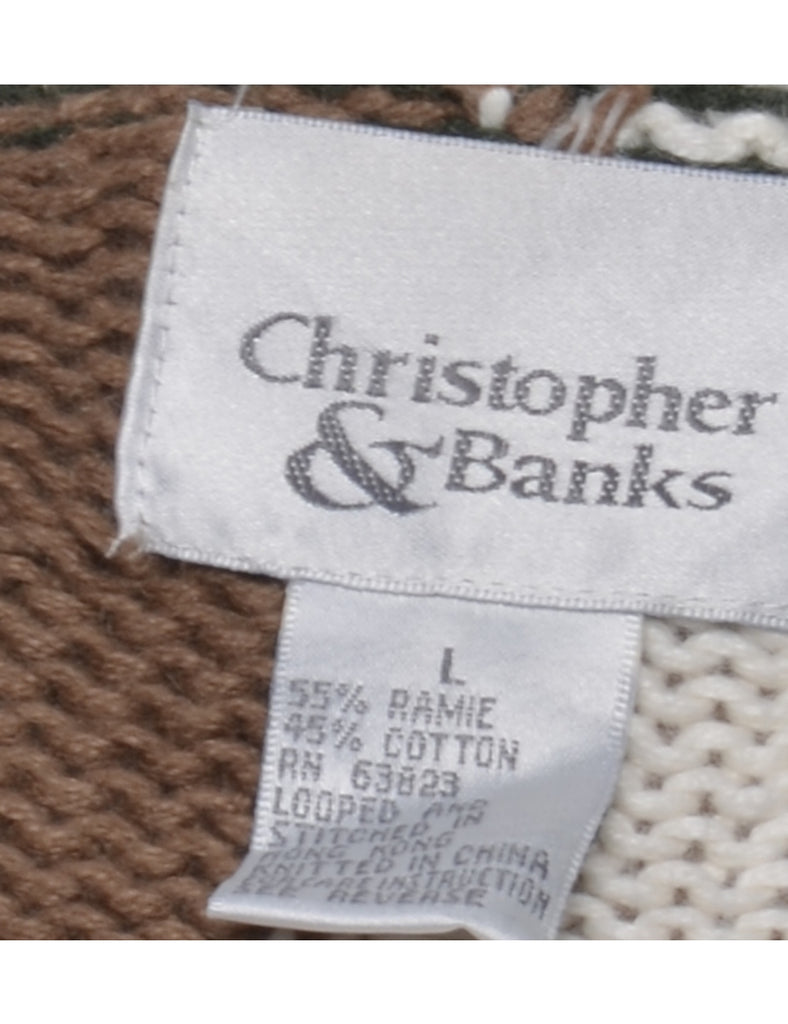 Christopher
& Banks
L
55% RAMIE
45% COTTON
RN 63823
LOOPED AND
STITCHED IN
HONG KONG
KNITTED IN CHINA
SEE CARE INSTRUCTION
REVERSE